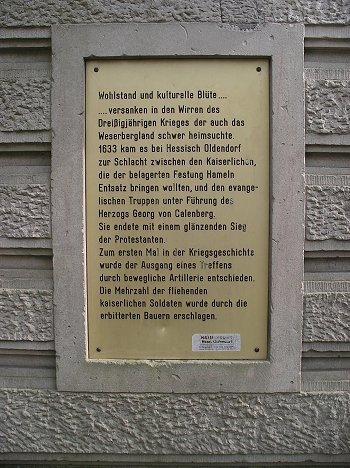 Wohlstand und kulturelle Blüte....
....versanken in den Wirren des
Dreißigjährigen Krieges der auch das
Weserbergland schwer heimsuchte.
1633 kam es bei Hessisch Oldendorf
zur Schlacht zwischen den Kaiserlichen,
die der belagerten Festung Hameln
Entsatz bringen wollten, und den evange-
lischen Truppen unter Führung des
Herzogs Georg von Calenberg.
Sie endete mit einem glänzenden Sieg
der Protestanten.
Zum ersten Mal in der Kriegsgeschichte
wurde der Ausgang eines Treffens
durch bewegliche Artillerie entschieden.
Die Mehrzahl der fliehenden
kaiserlichen Soldaten wurde durch die
erbitterten Bauern erschlagen.